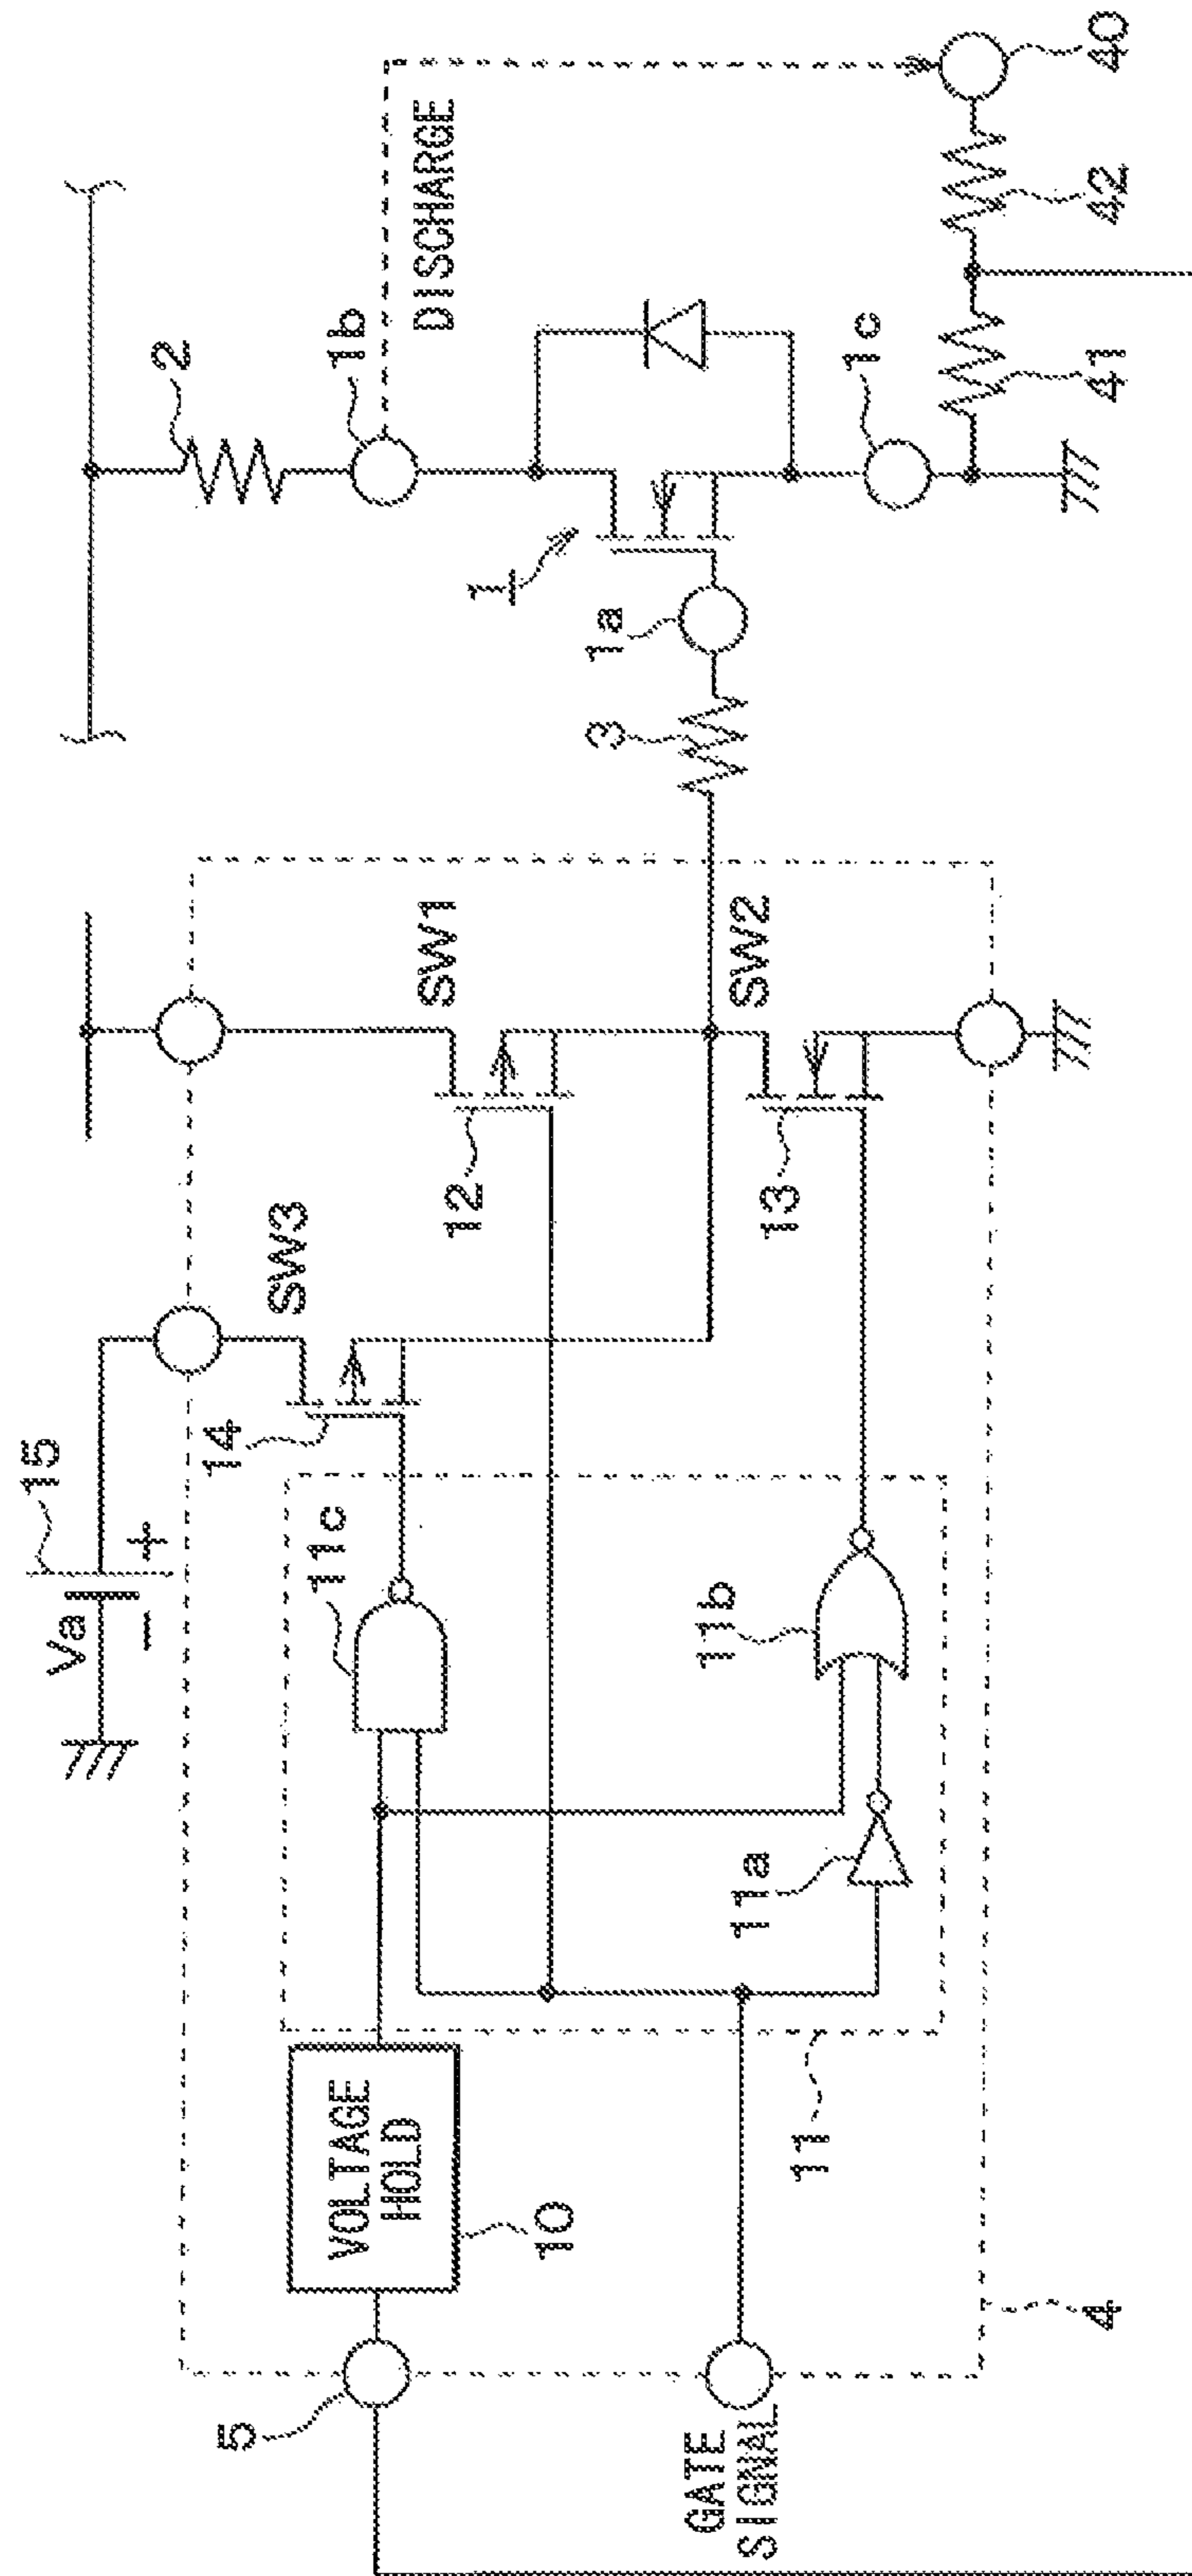 Va
15
SW3
14
SW1
12
SW2
13
5
VOLTAGE
HOLD
10
11c
11b
11a
11
4
GATE
SIGNAL
2
1b
DISCHARGE
1
1a
3
1c
41
42
40
+
−